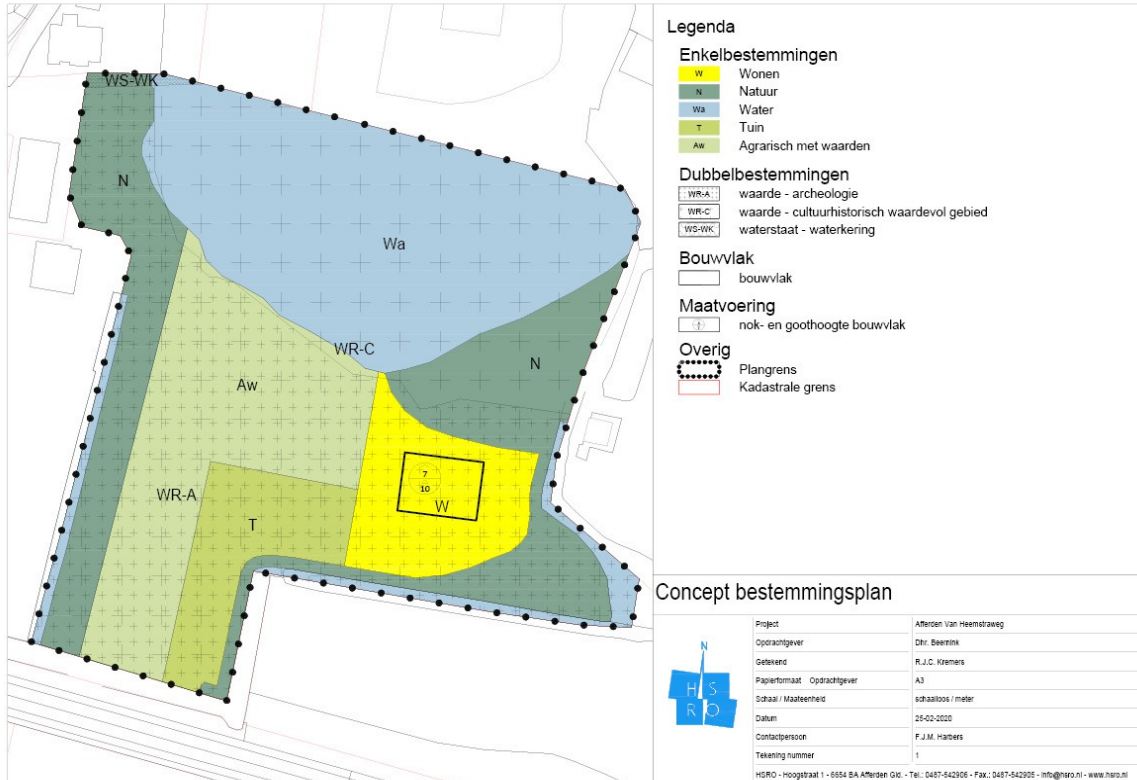 WS-WK
N
Wa
WR-C
N
Aw
7
10
W
WR-A
T
Legenda
Enkelbestemmingen
W Wonen
N Natuur
Wa Water
T Tuin
Aw Agrarisch met waarden
Dubbelbestemmingen
WR-A waarde - archeologie
WR-C waarde - cultuurhistorisch waardevol gebied
WS-WK waterstaat - waterkering
Bouwvlak
bouwvlak
Maatvoering
nok- en goothoogte bouwvlak
Overig
Plangrens
Kadastrale grens
Concept bestemmingsplan
N
H S
R O
Project Afferden Van Heemstraweg
Opdrachtgever Dhr. Beernink
Getekend R.J.C. Kremers
Papierformaat Opdrachtgever A3
Schaal / Maateenheid schaalloos / meter
Datum 25-02-2020
Contactpersoon F.J.M. Harbers
Tekening nummer 1
HSRO - Hoogstraat 1 - 6654 BA Afferden Gld. - Tel.: 0487-542906 - Fax.: 0487-542905 - info@hsro.nl - www.hsro.nl